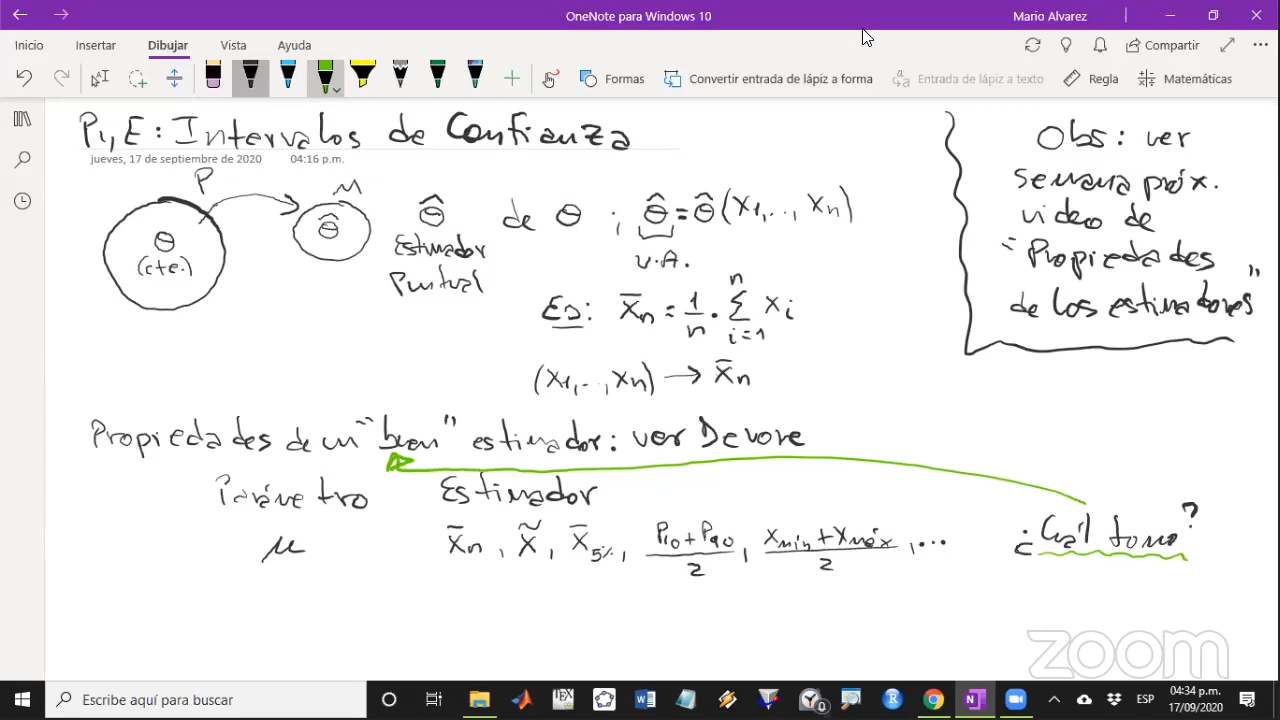 OneNote para Windows 10
Mario Alvarez
Inicio Insertar Dibujar Vista Ayuda
Compartir
Formas
Convertir entrada de lápiz a forma
Entrada de lápiz a texto
Regla
Matemáticas
PyE: Intervalos de Confianza
jueves, 17 de septiembre de 2020 04:16 p.m.
P
M
θ
(cte.)
θ̂
θ̂ de θ ; θ̂ = θ̂(X1,.., Xn)
Estimador
Puntual
V.A.
EJ: X̄n = 1/n · Σ_{i=1}^{n} Xi
(X1,..,Xn) → X̄n
Obs: ver
semana próx.
video de
"Propiedades
de los estimadores"
Propiedades de un "buen" estimador: ver Devore
Parámetro Estimador
μ X̄n, X̃, X̄5%, (P10+P90)/2, (Xmín+Xmáx)/2, ... ¿Cuál tomo?
zoom
Escribe aquí para buscar
TEX
W
R
N
ESP
04:34 p.m.
17/09/2020